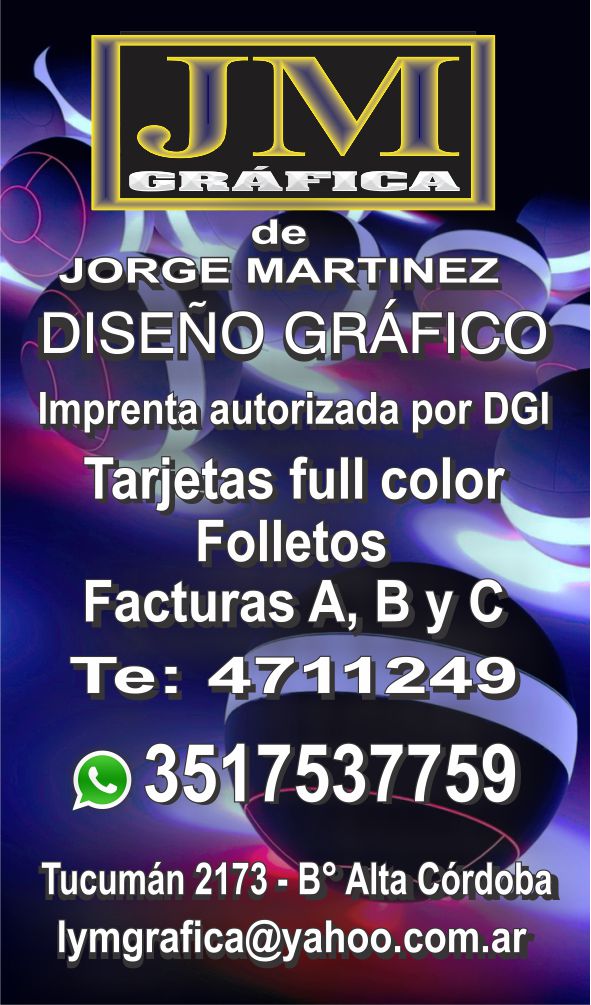 JM
GRÁFICA
de
JORGE MARTINEZ
DISEÑO GRÁFICO
Imprenta autorizada por DGI
Tarjetas full color
Folletos
Facturas A, B y C
Te: 4711249
3517537759
Tucumán 2173 - B° Alta Córdoba
lymgrafica@yahoo.com.ar